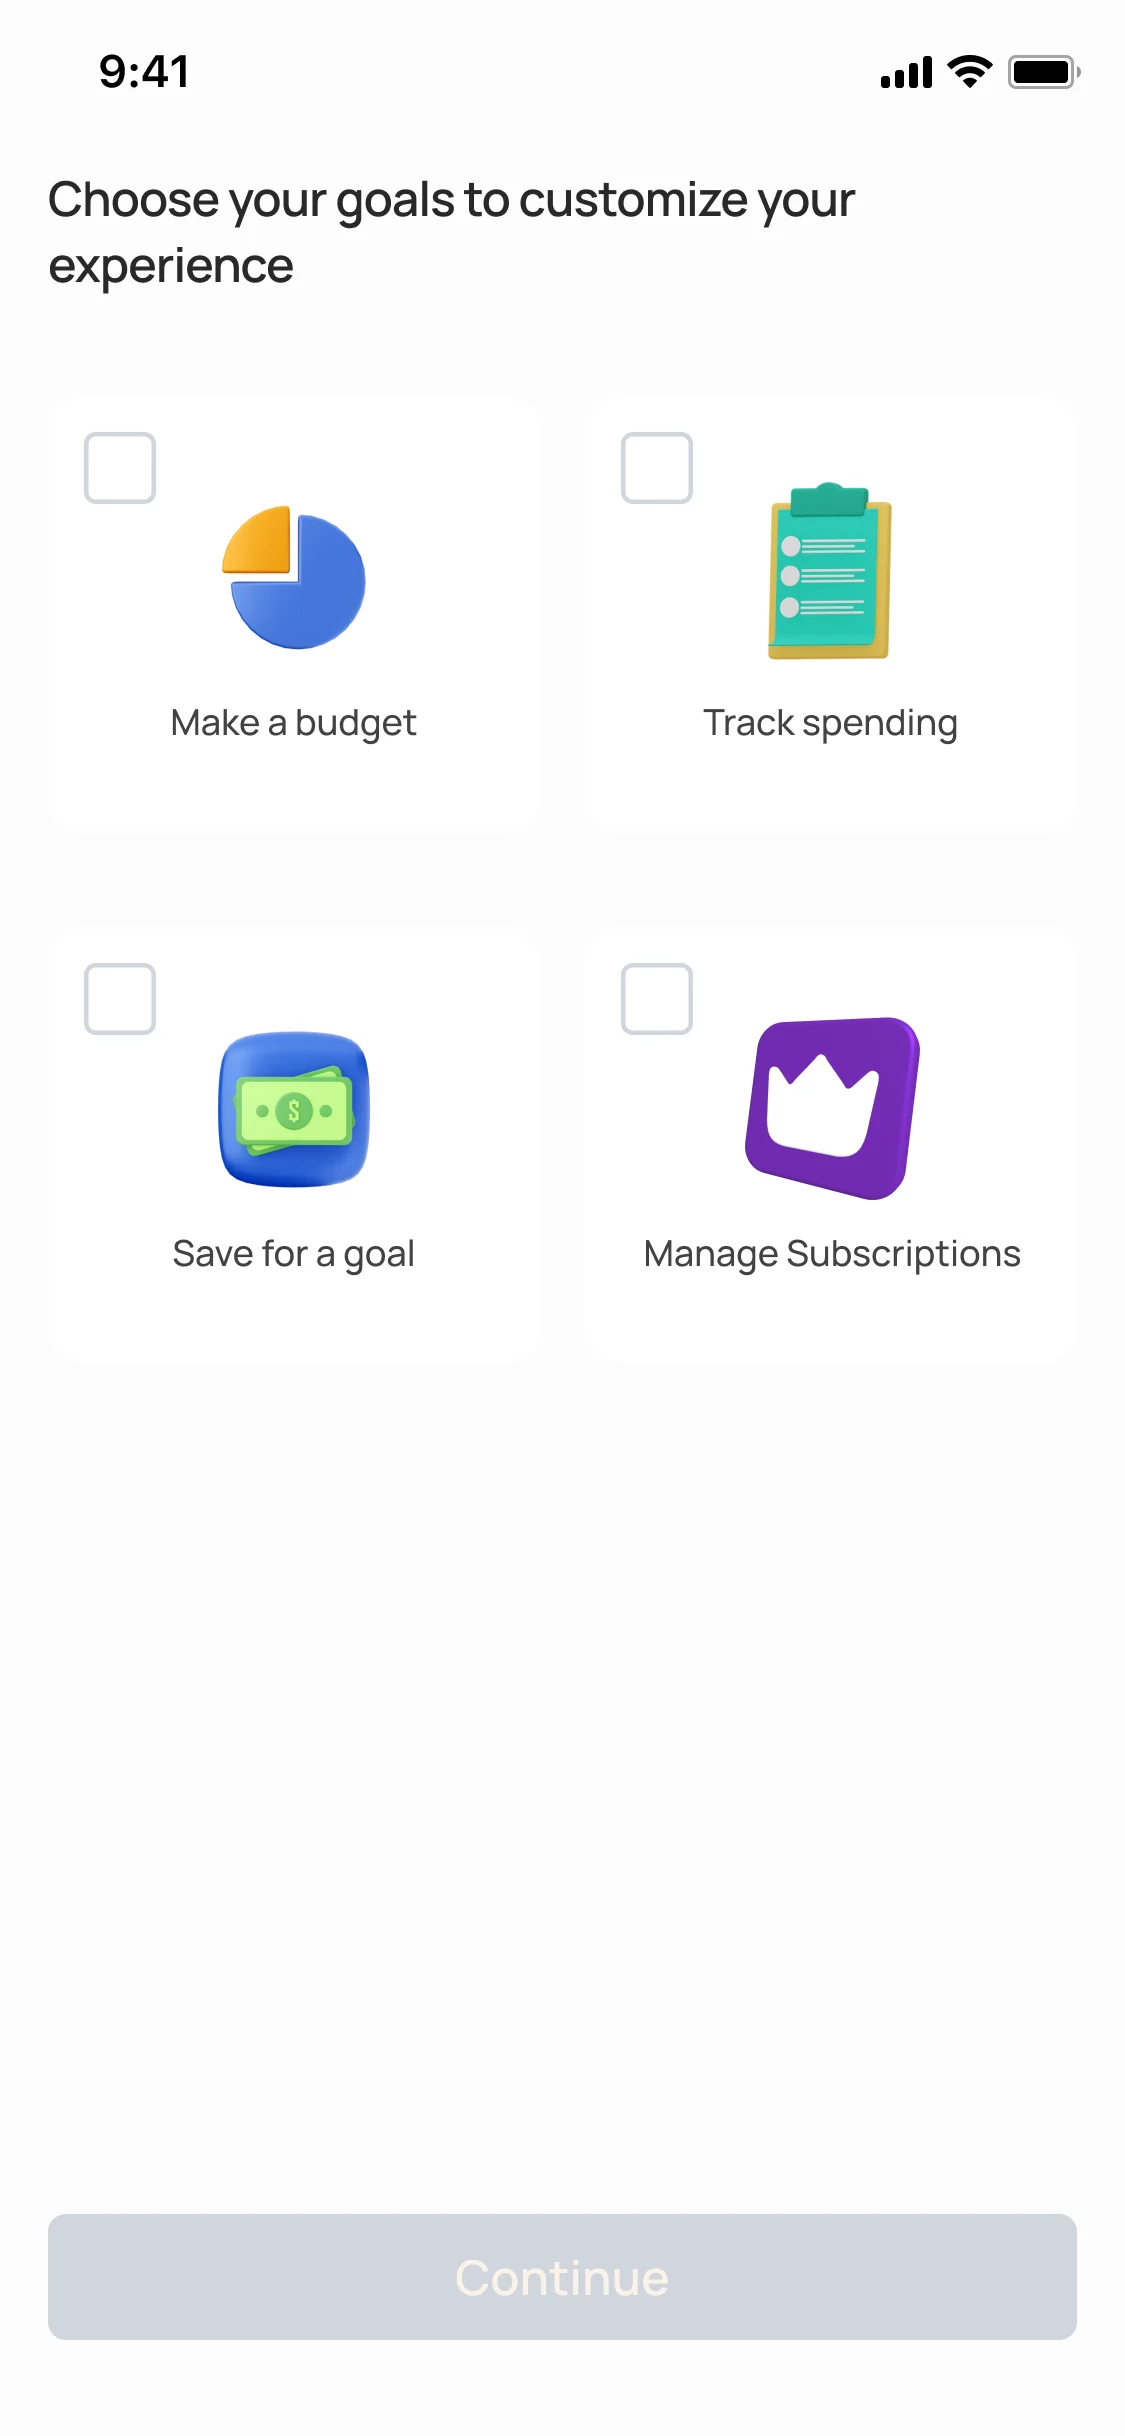 9:41
Choose your goals to customize your
experience
Make a budget
Track spending
$
Save for a goal
Manage Subscriptions
Continue